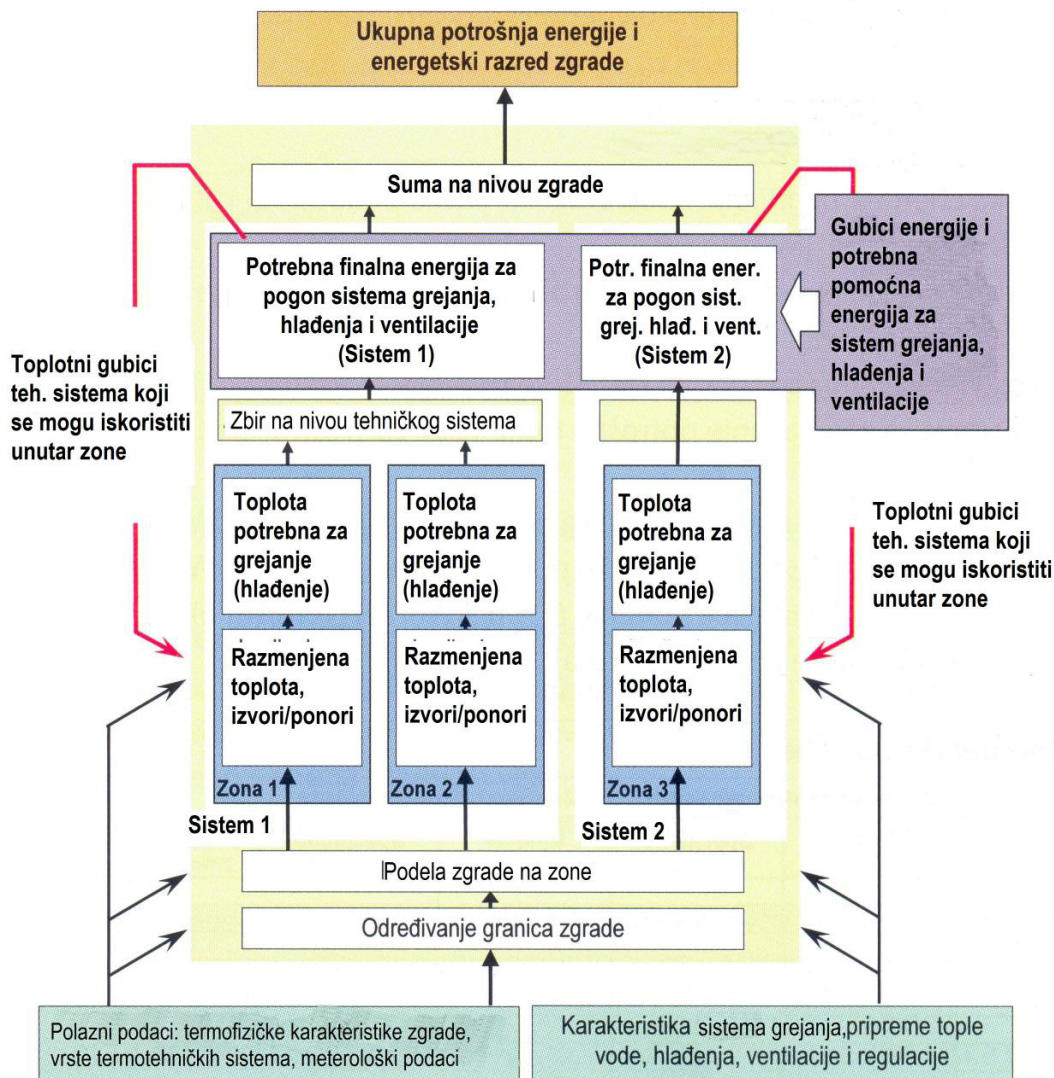 Ukupna potrošnja energije i
energetski razred zgrade
Suma na nivou zgrade
Potrebna finalna energija za
pogon sistema grejanja,
hlađenja i ventilacije
(Sistem 1)
Potr. finalna ener.
za pogon sist.
grej. hlađ. i vent.
(Sistem 2)
Gubici energije i
potrebna
pomoćna
energija za
sistem grejanja,
hlađenja i
ventilacije
Toplotni gubici
teh. sistema koji
se mogu iskoristiti
unutar zone
Zbir na nivou tehničkog sistema
Toplota
potrebna za
grejanje
(hlađenje)
Toplota
potrebna za
grejanje
(hlađenje)
Toplota
potrebna za
grejanje
(hlađenje)
Toplotni gubici
teh. sistema koji
se mogu iskoristiti
unutar zone
Razmenjena
toplota,
izvori/ponori
Razmenjena
toplota,
izvori/ponori
Razmenjena
toplota,
izvori/ponori
Zona 1
Zona 2
Zona 3
Sistem 1
Sistem 2
Podela zgrade na zone
Određivanje granica zgrade
Polazni podaci: termofizičke karakteristike zgrade,
vrste termotehničkih sistema, meterološki podaci
Karakteristika sistema grejanja,pripreme tople
vode, hlađenja, ventilacije i regulacije